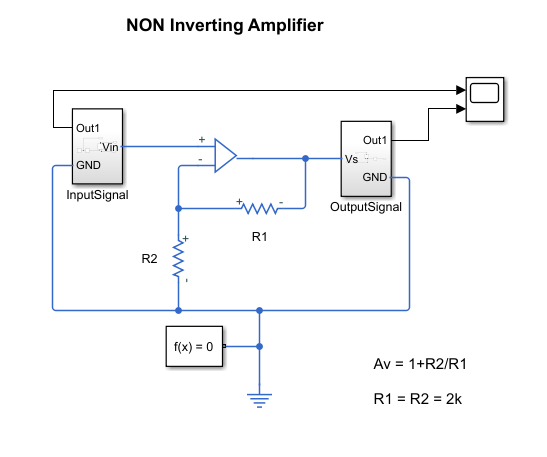 NON Inverting Amplifier
Out1
Vin
GND
InputSignal
+
-
+ -
R1
+
R2
-
Out1
Vs
GND
OutputSignal
f(x) = 0
Av = 1+R2/R1
R1 = R2 = 2k